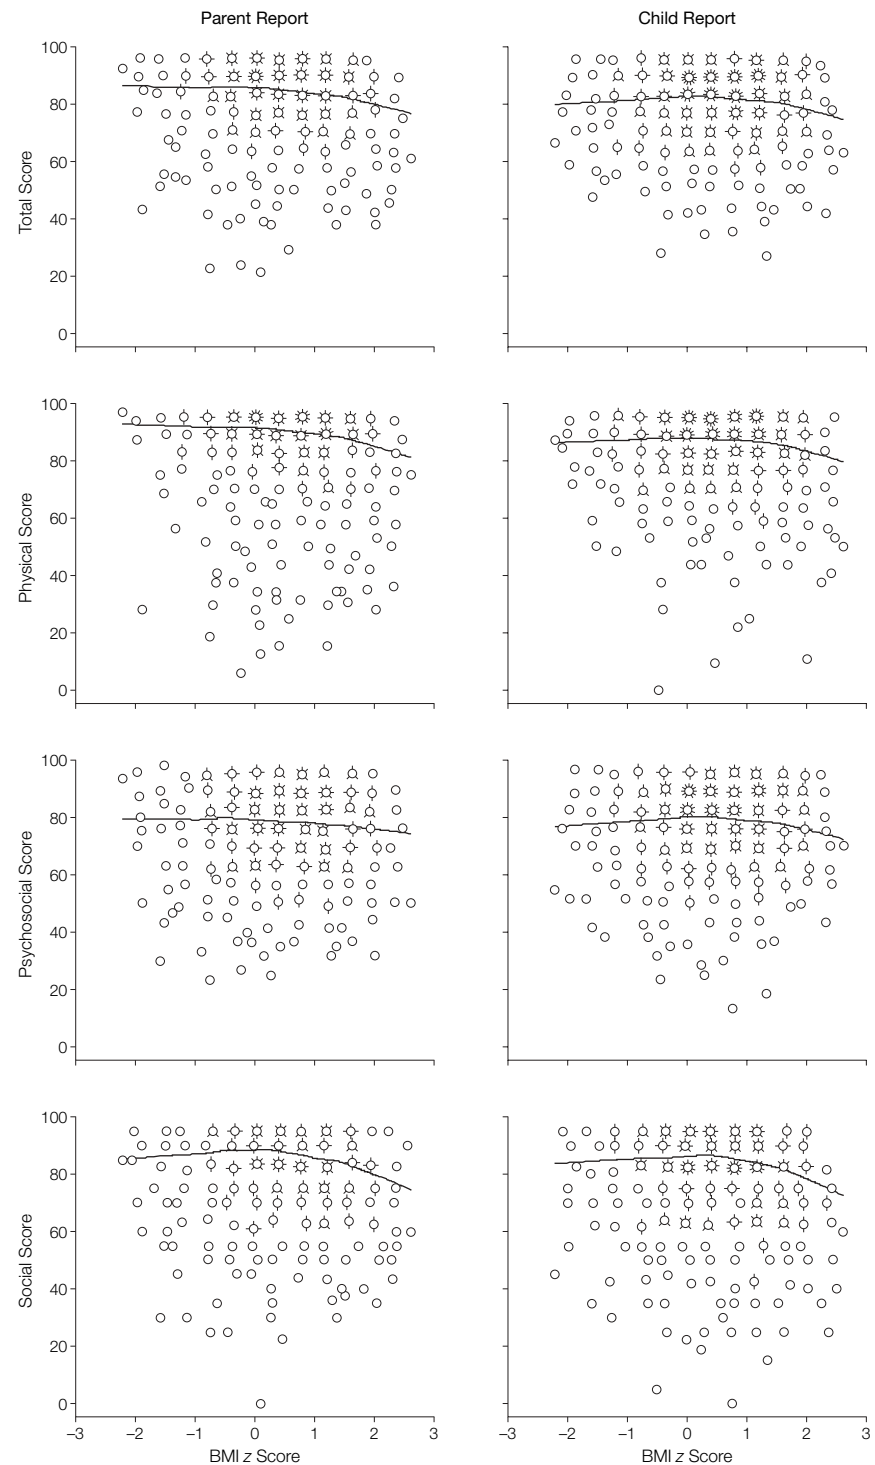 Parent Report
Child Report
100
80
60
40
20
0
Total Score
100
80
60
40
20
0
Physical Score
100
80
60
40
20
0
Psychosocial Score
100
80
60
40
20
0
Social Score
−3 −2 −1 0 1 2 3
BMI z Score
−3 −2 −1 0 1 2 3
BMI z Score